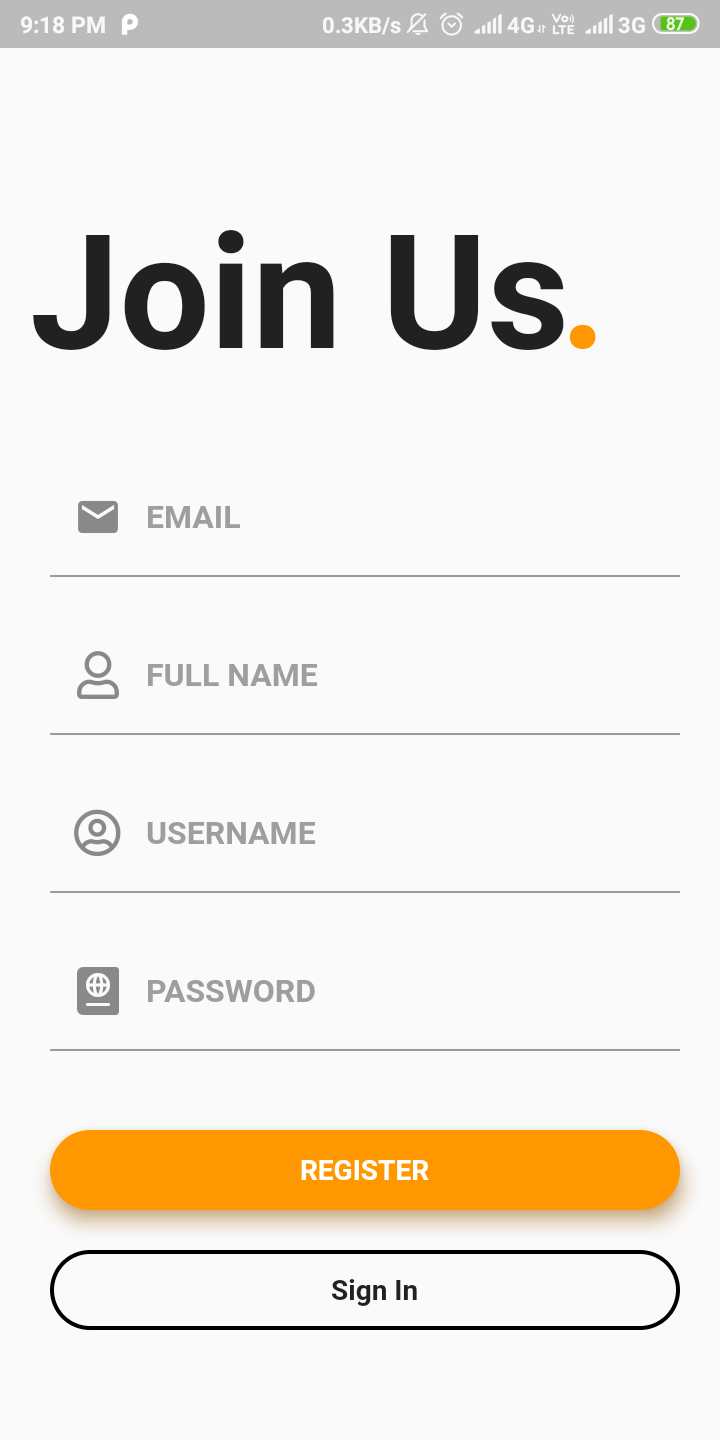 9:18 PM 0.3KB/s 4G Vo) LTE 3G 87
Join Us.
EMAIL
FULL NAME
USERNAME
PASSWORD
REGISTER
Sign In